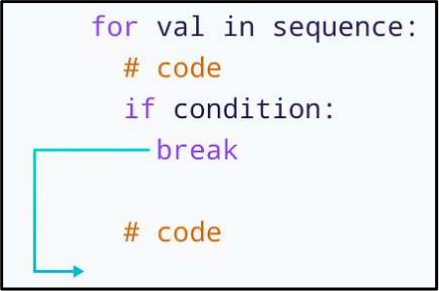 for val in sequence:
# code
if condition:
break
# code